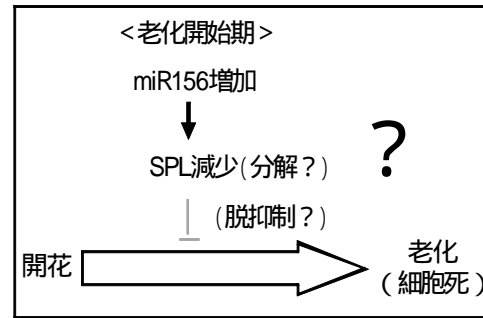 <老化開始期>
miR156増加
SPL減少(分解?)
?
(脱抑制?)
開花
老化
(細胞死)